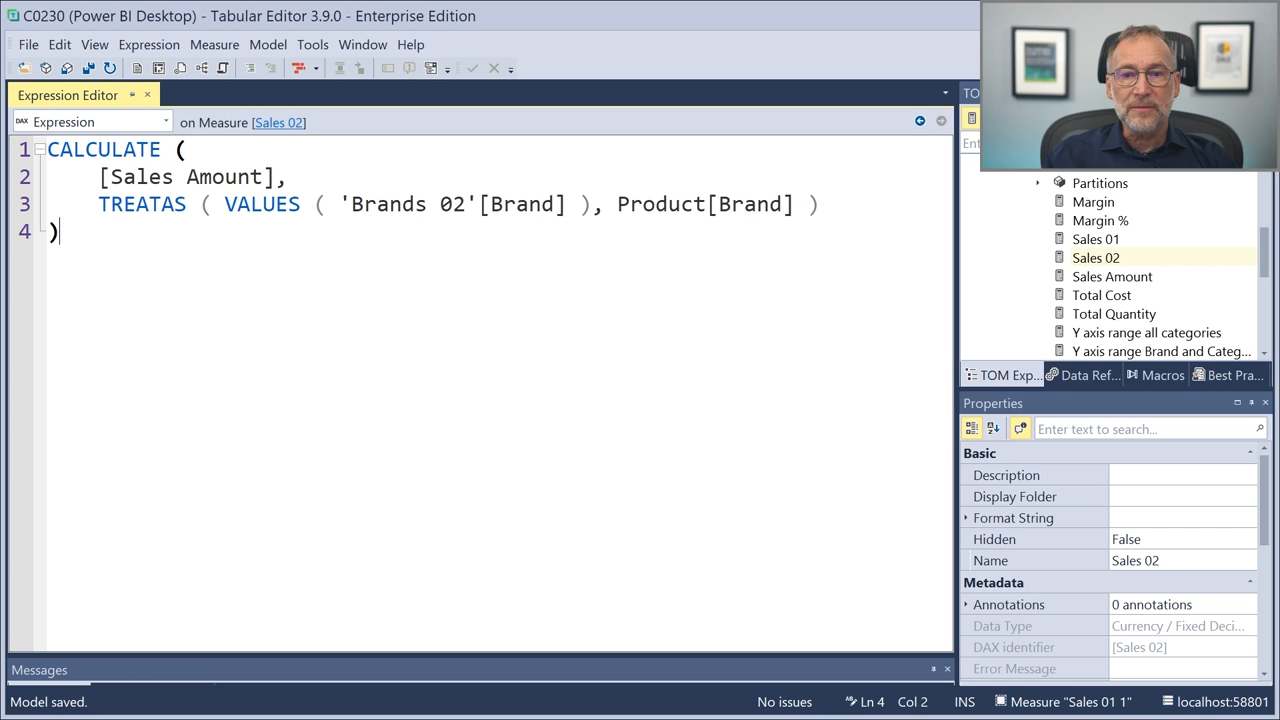 C0230 (Power BI Desktop) - Tabular Editor 3.9.0 - Enterprise Edition
File Edit View Expression Measure Model Tools Window Help
Expression Editor
DAX Expression on Measure [Sales 02]
1 CALCULATE (
2 [Sales Amount],
3 TREATAS ( VALUES ( 'Brands 02'[Brand] ), Product[Brand] )
4 )
Partitions
Margin
Margin %
Sales 01
Sales 02
Sales Amount
Total Cost
Total Quantity
Y axis range all categories
Y axis range Brand and Categ...
TOM Exp... Data Ref... Macros Best Pra...
Properties
Enter text to search...
Basic
Description
Display Folder
Format String
Hidden False
Name Sales 02
Metadata
Annotations 0 annotations
Data Type Currency / Fixed Deci...
DAX identifier [Sales 02]
Error Message
Messages
Model saved. No issues Ln 4 Col 2 INS Measure "Sales 01 1" localhost:58801